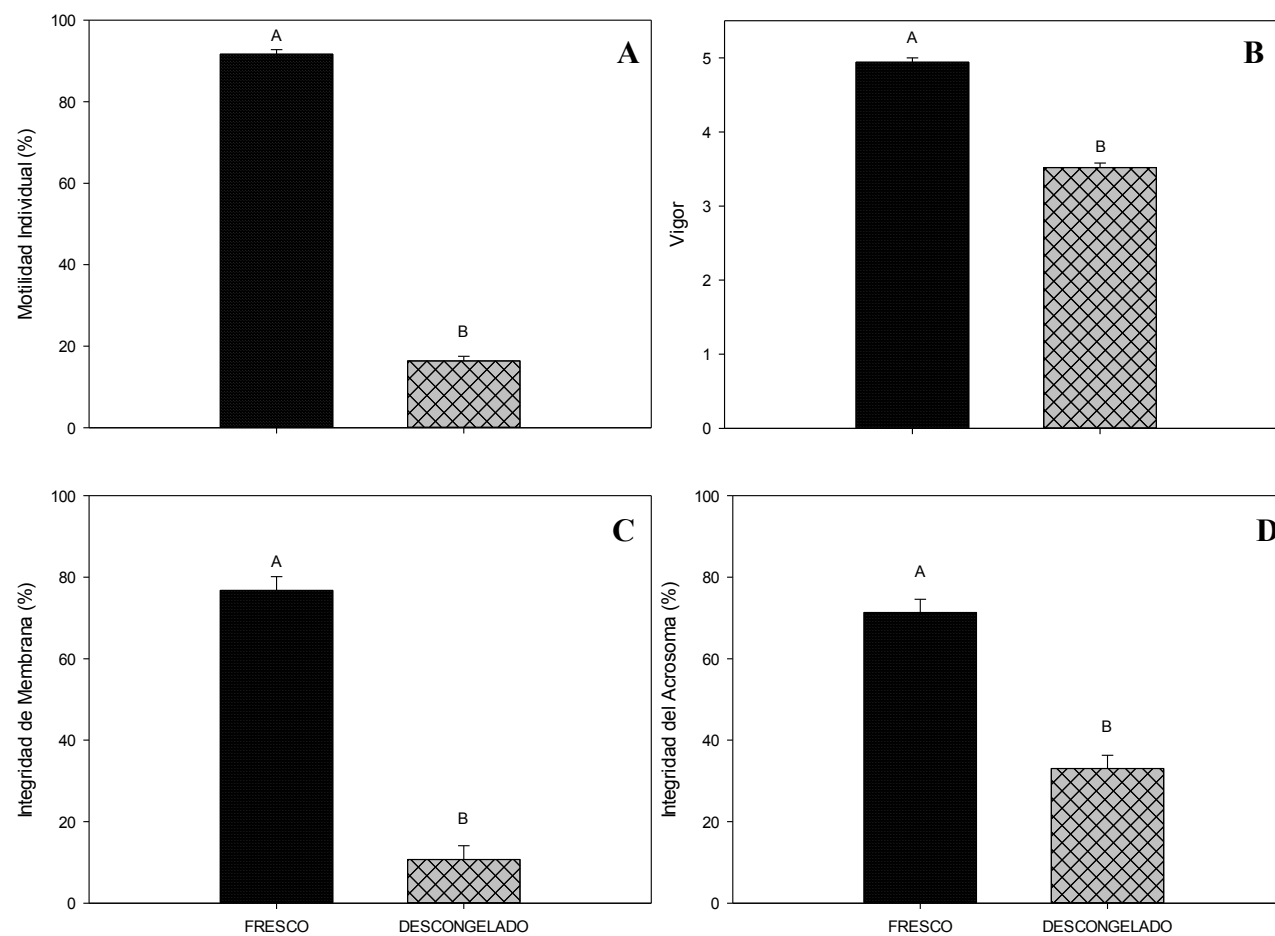 A
Motilidad Individual (%)
100
80
60
40
20
0
A
B
B
Vigor
5
4
3
2
1
0
A
B
C
Integridad de Membrana (%)
100
80
60
40
20
0
A
B
FRESCO DESCONGELADO
D
Integridad del Acrosoma (%)
100
80
60
40
20
0
A
B
FRESCO DESCONGELADO